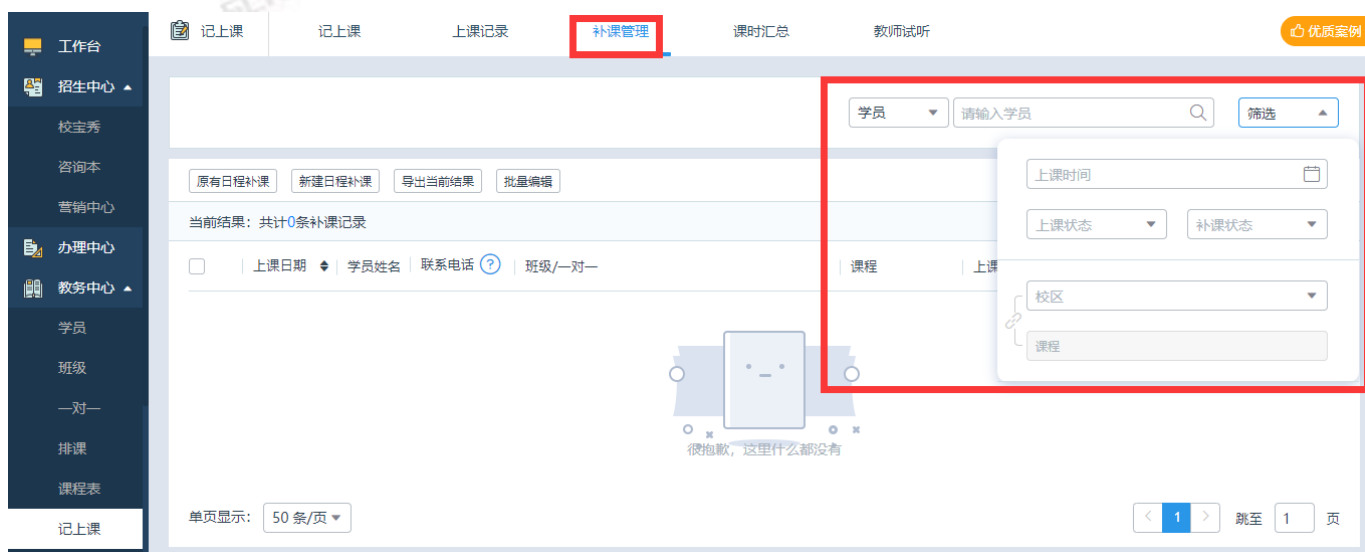 记上课
记上课
上课记录
补课管理
课时汇总
教师试听
优质案例
工作台
招生中心
校宝秀
咨询本
营销中心
办理中心
教务中心
学员
班级
一对一
排课
课程表
记上课
学员
请输入学员
筛选
上课时间
上课状态
补课状态
校区
课程
原有日程补课
新建日程补课
导出当前结果
批量编辑
当前结果：共计0条补课记录
上课日期
学员姓名
联系电话 ?
班级/一对一
课程
上课
很抱歉，这里什么都没有
单页显示：
50 条/页
< 1 >
跳至 1 页